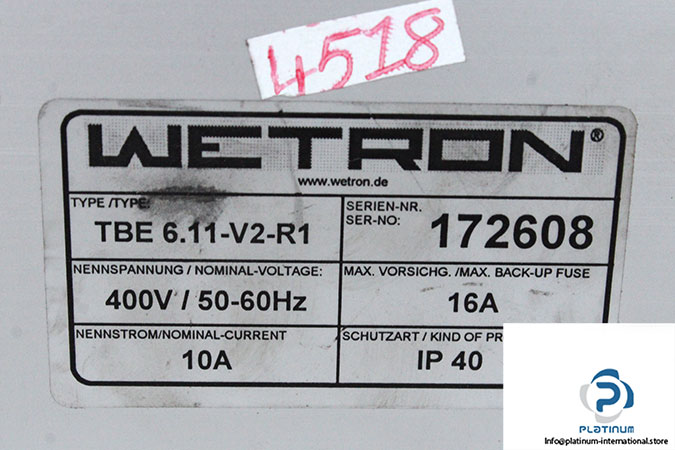 4518
WETRON®
www.wetron.de
TYPE /TYPE:
TBE 6.11-V2-R1
SERIEN-NR.
SER-NO:
172608
NENNSPANNUNG / NOMINAL-VOLTAGE:
400V / 50-60Hz
MAX. VORSICHG. /MAX. BACK-UP FUSE
16A
NENNSTROM/NOMINAL-CURRENT
10A
SCHUTZART / KIND OF PR
IP 40
PLATINUM
Info@platinum-international.store